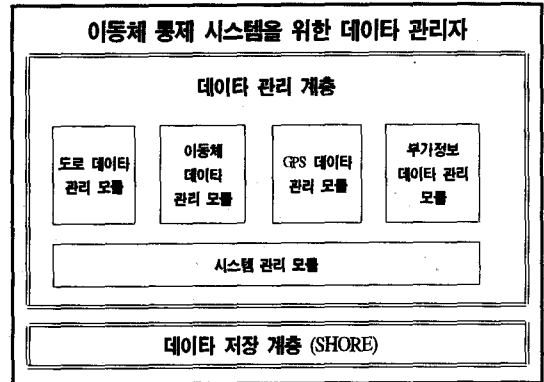 이동체 통제 시스템을 위한 데이타 관리자
데이타 관리 계층
도로 데이타
관리 모듈
이동체
데이타
관리 모듈
GPS 데이타
관리 모듈
부가정보
데이타 관리
모듈
시스템 관리 모듈
데이타 저장 계층 (SHORE)